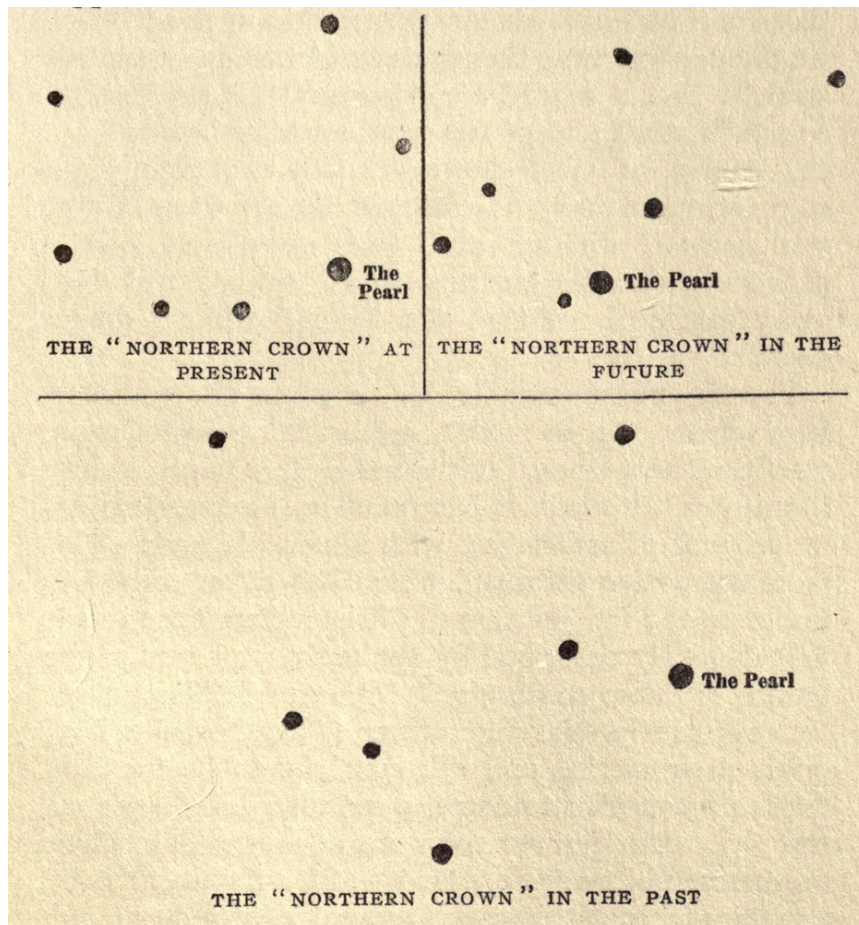 The
Pearl
THE "NORTHERN CROWN" AT
PRESENT
The Pearl
THE "NORTHERN CROWN" IN THE
FUTURE
The Pearl
THE "NORTHERN CROWN" IN THE PAST